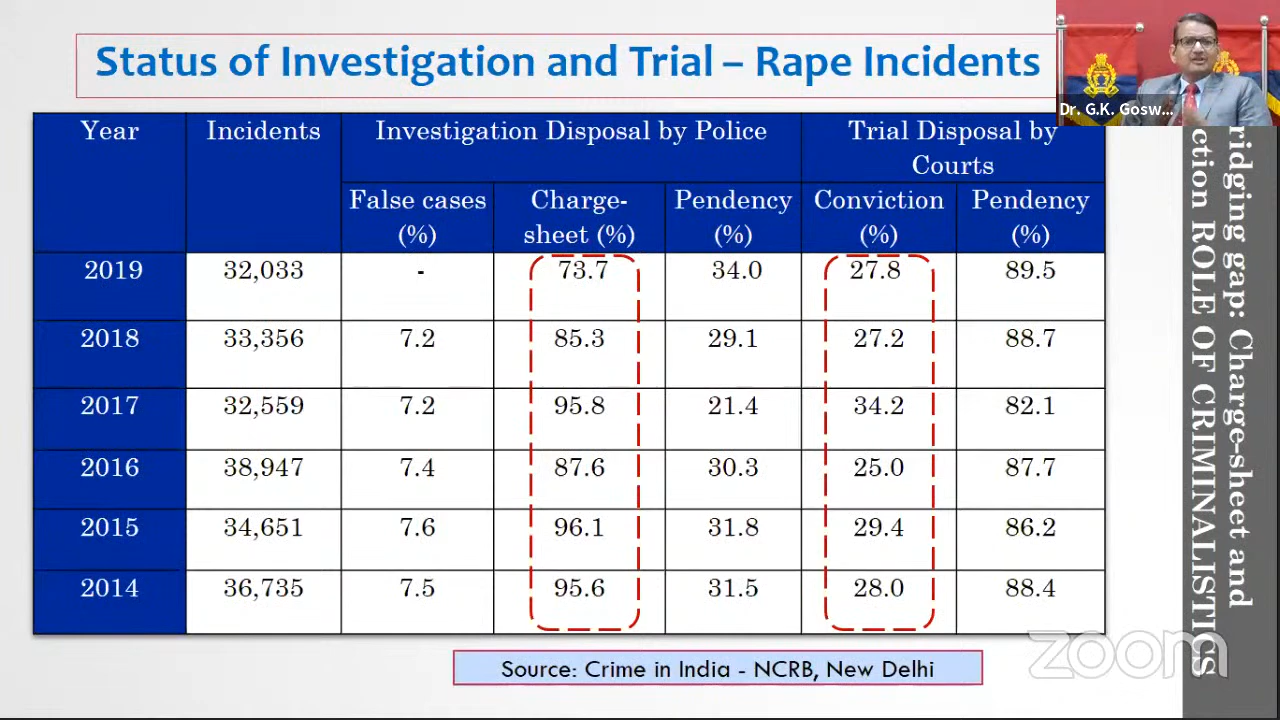 Status of Investigation and Trial – Rape Incidents
Dr. G.K. Gosw...
Year Incidents Investigation Disposal by Police Trial Disposal by
Courts
False cases Charge- Pendency Conviction Pendency
(%) sheet (%) (%) (%) (%)
2019 32,033 - 73.7 34.0 27.8 89.5
2018 33,356 7.2 85.3 29.1 27.2 88.7
2017 32,559 7.2 95.8 21.4 34.2 82.1
2016 38,947 7.4 87.6 30.3 25.0 87.7
2015 34,651 7.6 96.1 31.8 29.4 86.2
2014 36,735 7.5 95.6 31.5 28.0 88.4
Source: Crime in India - NCRB, New Delhi
ridging gap: Charge-sheet and
ction ROLE OF CRIMINALISTICS
zoom